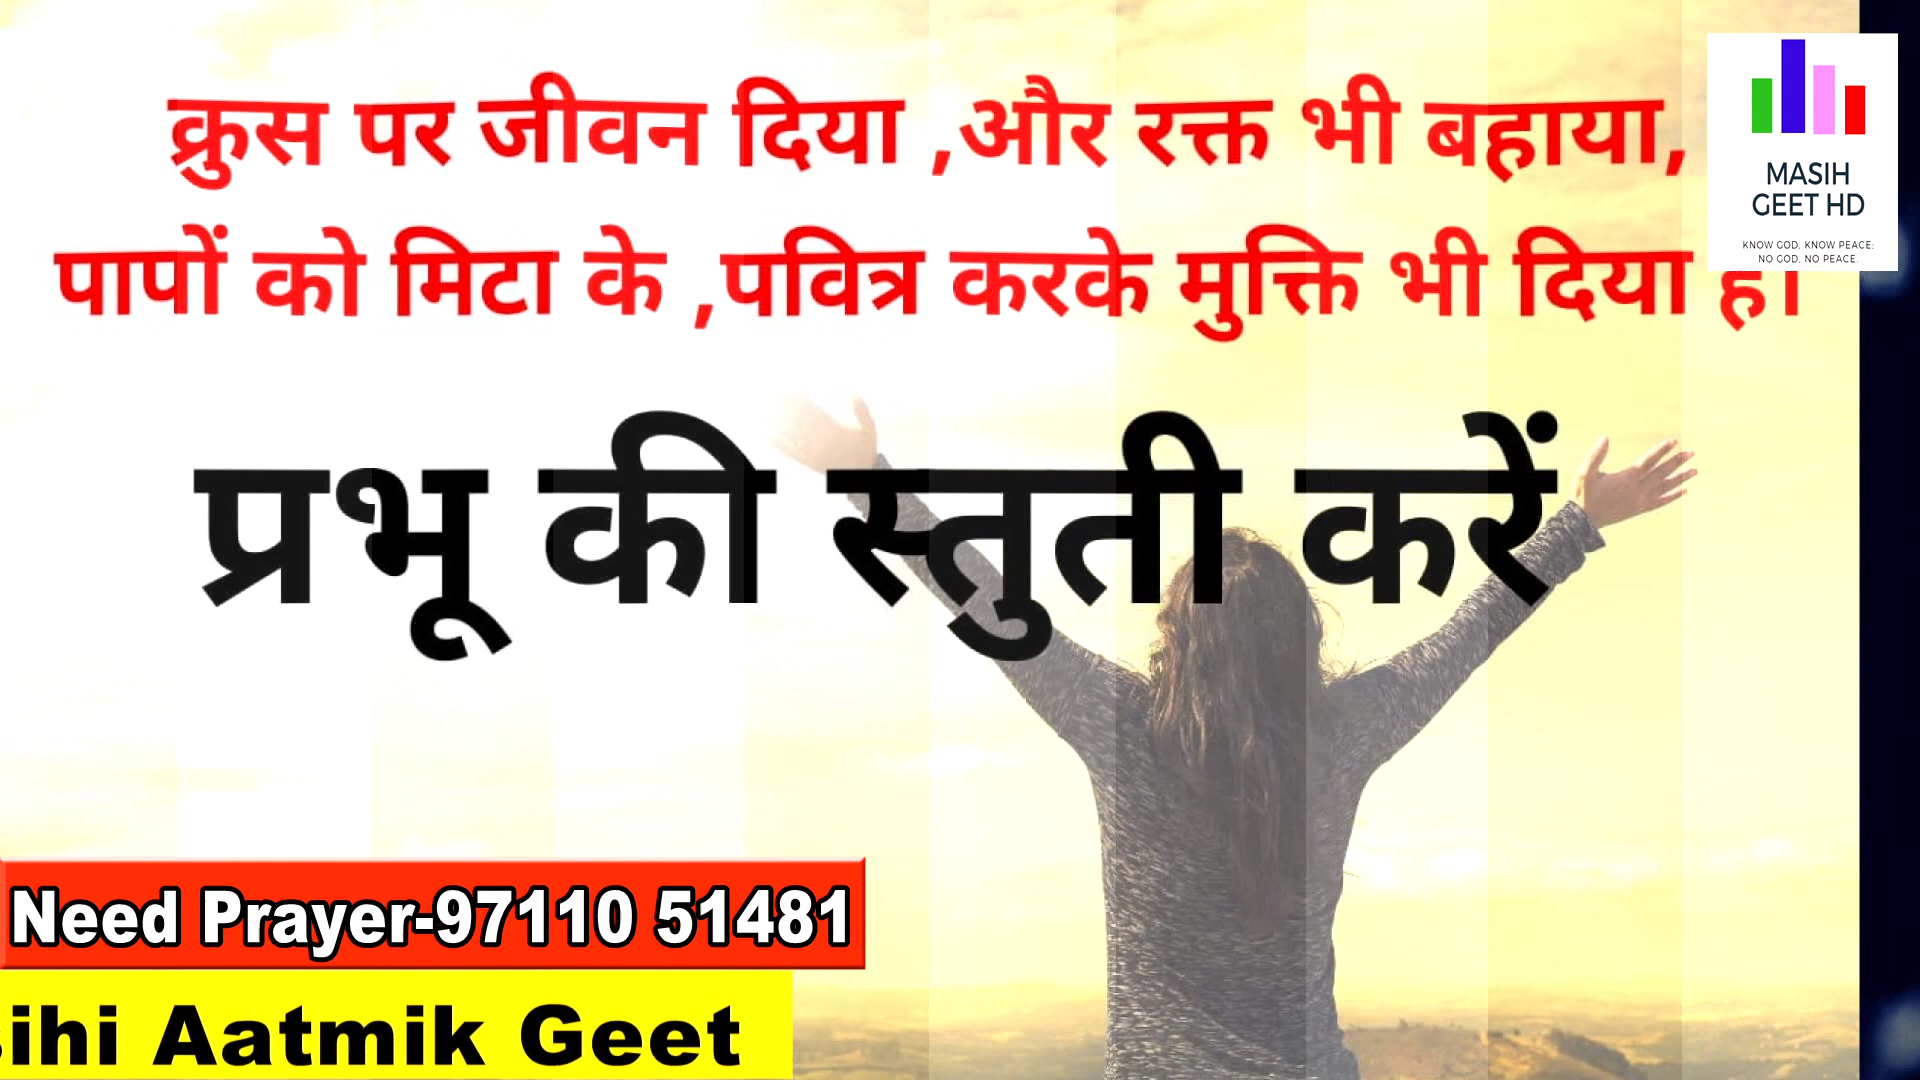 क्रुस पर जीवन दिया ,और रक्त भी बहाया,
पापों को मिटा के ,पवित्र करके मुक्ति भी दिया है।
प्रभू की स्तुती करें
MASIH
GEET HD
KNOW GOD, KNOW PEACE;
NO GOD, NO PEACE.
Need Prayer-97110 51481
Aatmik Geet